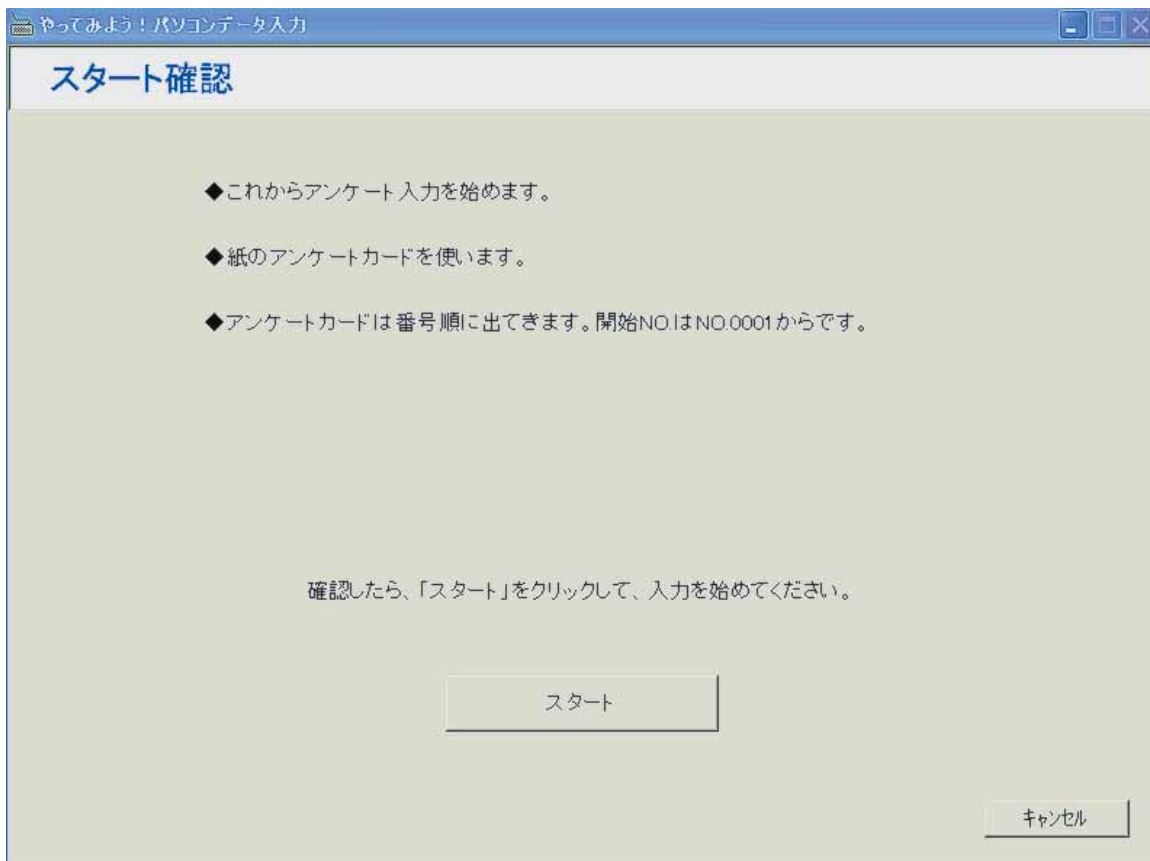 やってみよう！パソコンデータ入力
スタート確認
◆これからアンケート入力を始めます。
◆紙のアンケートカードを使います。
◆アンケートカードは番号順に出てきます。開始NO.はNO.0001からです。
確認したら、「スタート」をクリックして、入力を始めてください。
スタート
キャンセル